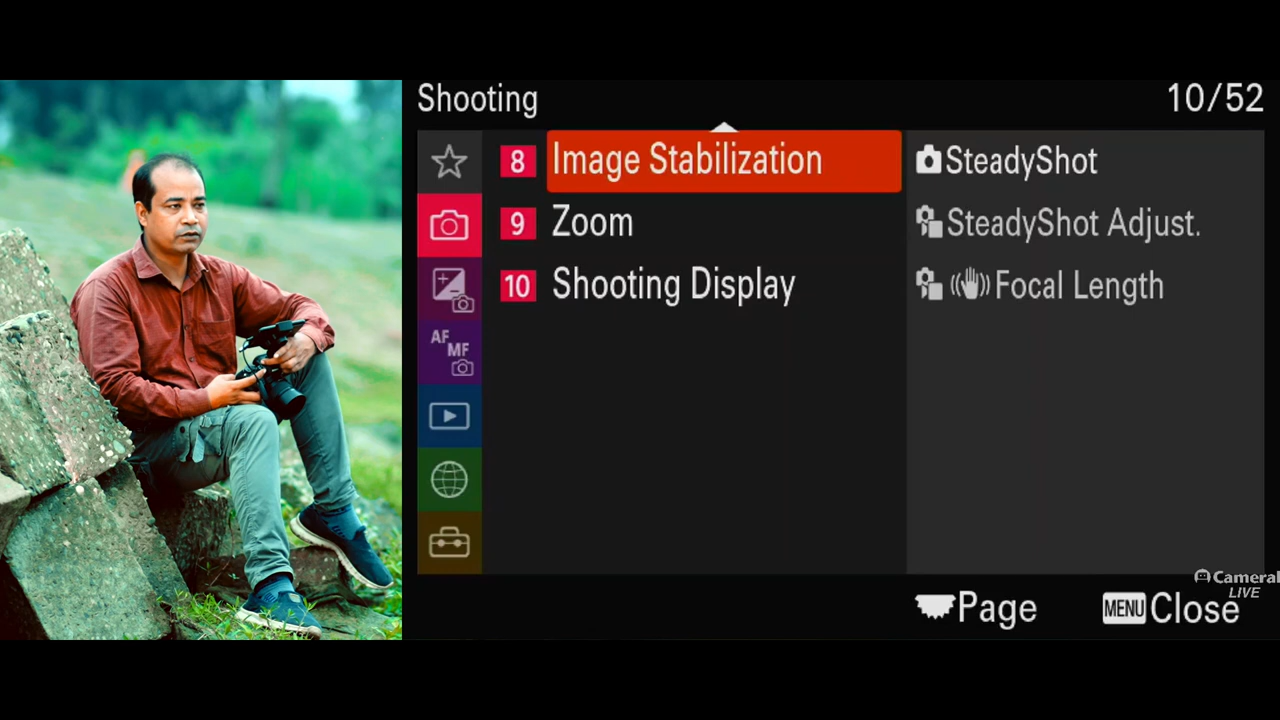 Shooting 10/52
8 Image Stabilization
9 Zoom
10 Shooting Display
SteadyShot
SteadyShot Adjust.
Focal Length
AF
MF
Page
MENU Close
Cameral
LIVE